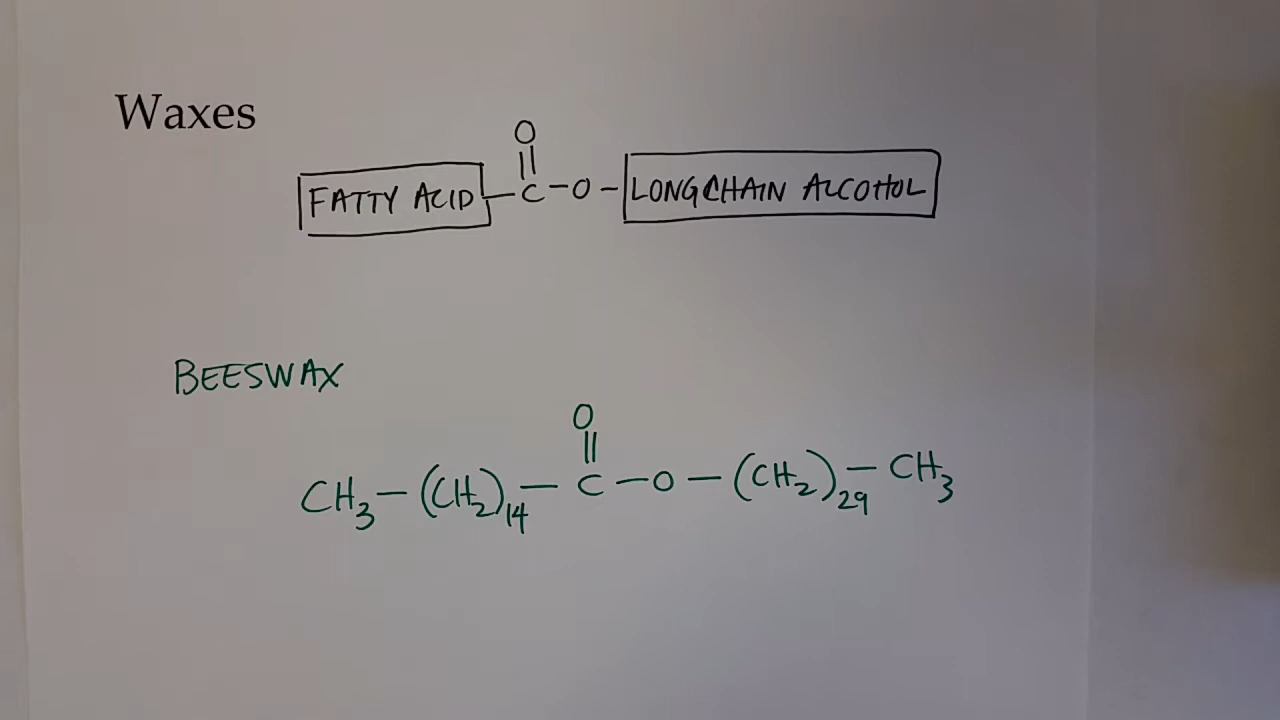 Waxes
O
||
FATTY ACID — C – O – LONGCHAIN ALCOHOL
BEESWAX
O
||
CH3 — (CH2)14 — C — O — (CH2)29 — CH3